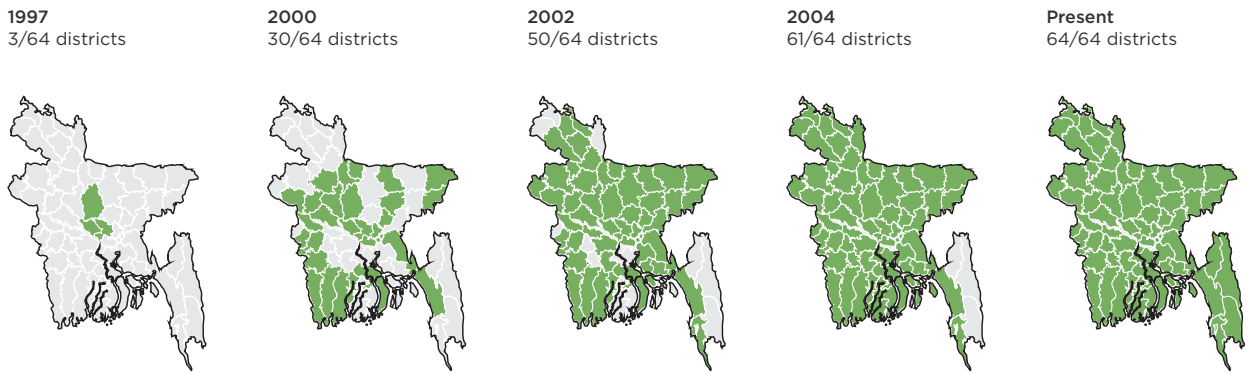 1997
3/64 districts
2000
30/64 districts
2002
50/64 districts
2004
61/64 districts
Present
64/64 districts